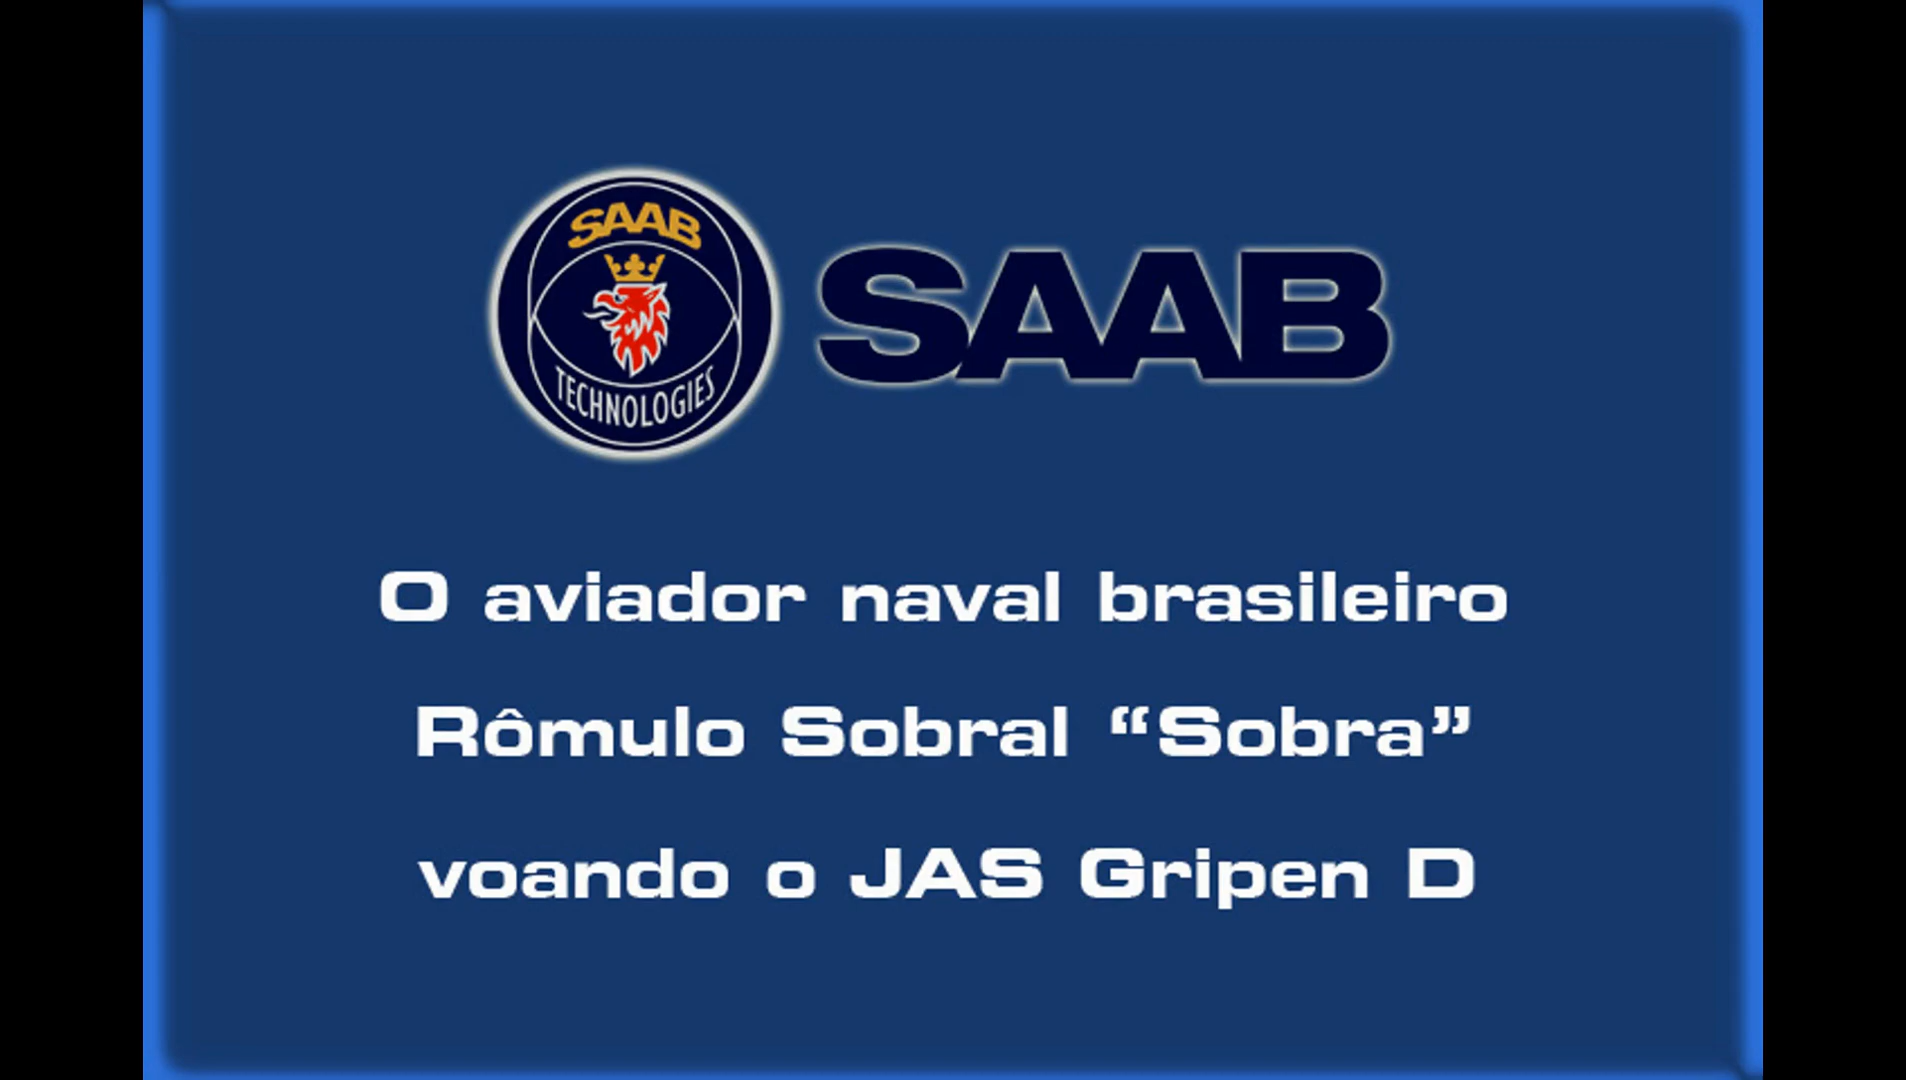 SAAB
TECHNOLOGIES
SAAB
O aviador naval brasileiro
Rômulo Sobral “Sobra”
voando o JAS Gripen D